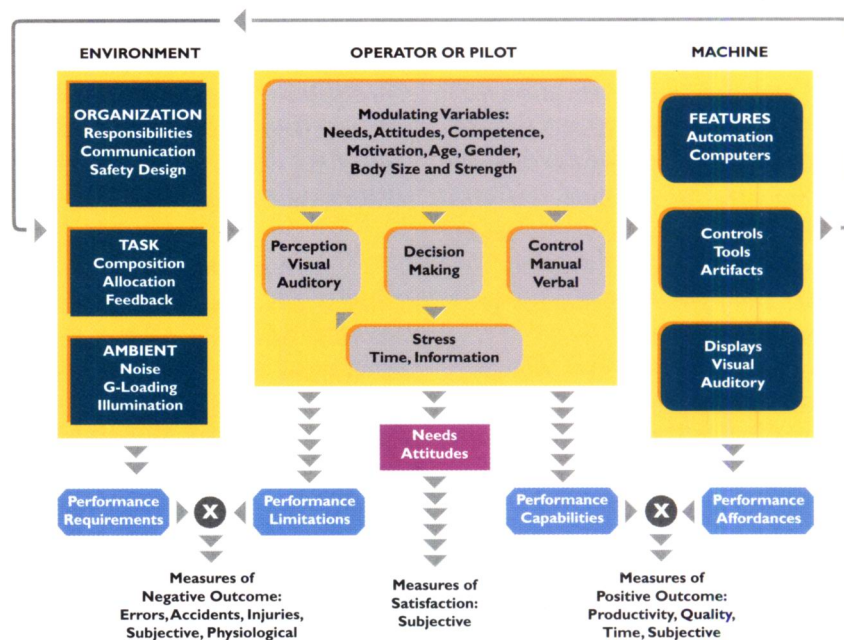 ENVIRONMENT
OPERATOR OR PILOT
MACHINE
ORGANIZATION
Responsibilities
Communication
Safety Design
TASK
Composition
Allocation
Feedback
AMBIENT
Noise
G-Loading
Illumination
Modulating Variables:
Needs, Attitudes, Competence,
Motivation, Age, Gender,
Body Size and Strength
Perception
Visual
Auditory
Decision
Making
Control
Manual
Verbal
Stress
Time, Information
FEATURES
Automation
Computers
Controls
Tools
Artifacts
Displays
Visual
Auditory
Needs
Attitudes
Performance
Requirements
X
Performance
Limitations
Performance
Capabilities
X
Performance
Affordances
Measures of
Negative Outcome:
Errors, Accidents, Injuries,
Subjective, Physiological
Measures of
Satisfaction:
Subjective
Measures of
Positive Outcome:
Productivity, Quality,
Time, Subjective